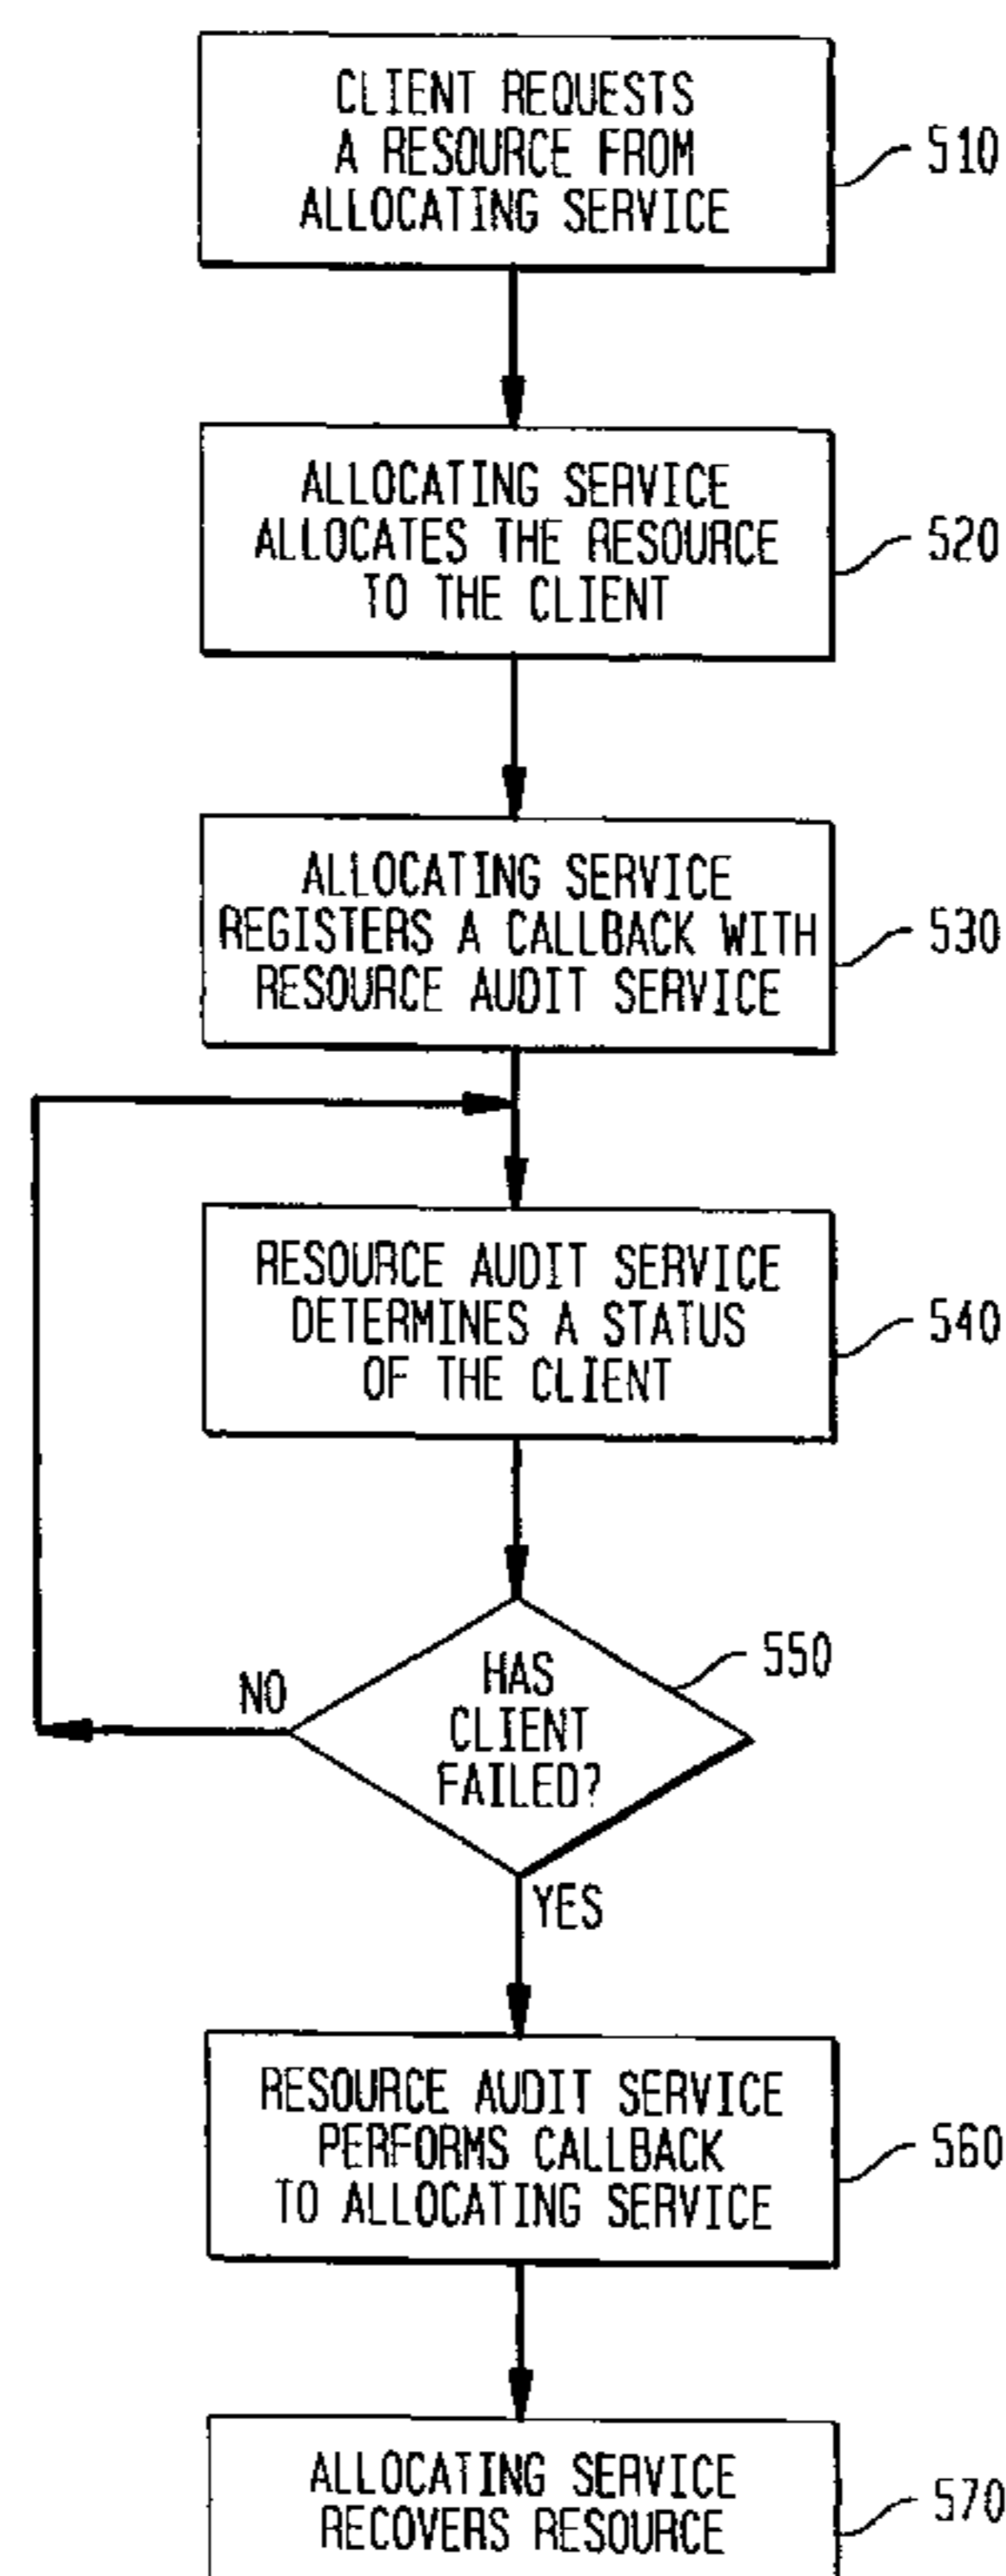 CLIENT REQUESTS
A RESOURCE FROM
ALLOCATING SERVICE
510
ALLOCATING SERVICE
ALLOCATES THE RESOURCE
TO THE CLIENT
520
ALLOCATING SERVICE
REGISTERS A CALLBACK WITH
RESOURCE AUDIT SERVICE
530
RESOURCE AUDIT SERVICE
DETERMINES A STATUS
OF THE CLIENT
540
HAS
CLIENT
FAILED?
550
NO
YES
RESOURCE AUDIT SERVICE
PERFORMS CALLBACK
TO ALLOCATING SERVICE
560
ALLOCATING SERVICE
RECOVERS RESOURCE
570